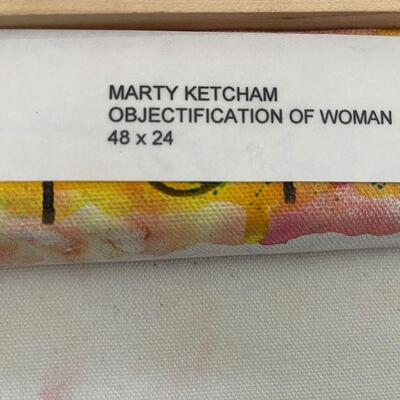 MARTY KETCHAM
OBJECTIFICATION OF WOMAN
48 x 24